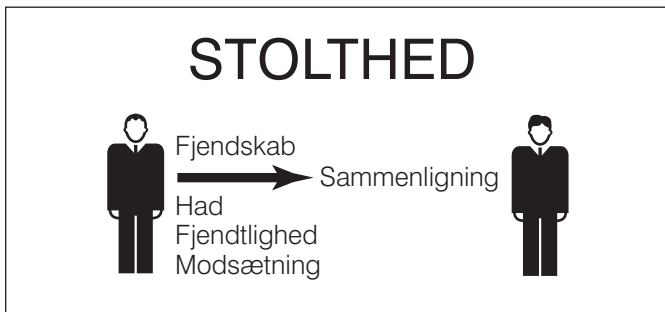 STOLTHED
Fjendskab
Sammenligning
Had
Fjendtlighed
Modsætning